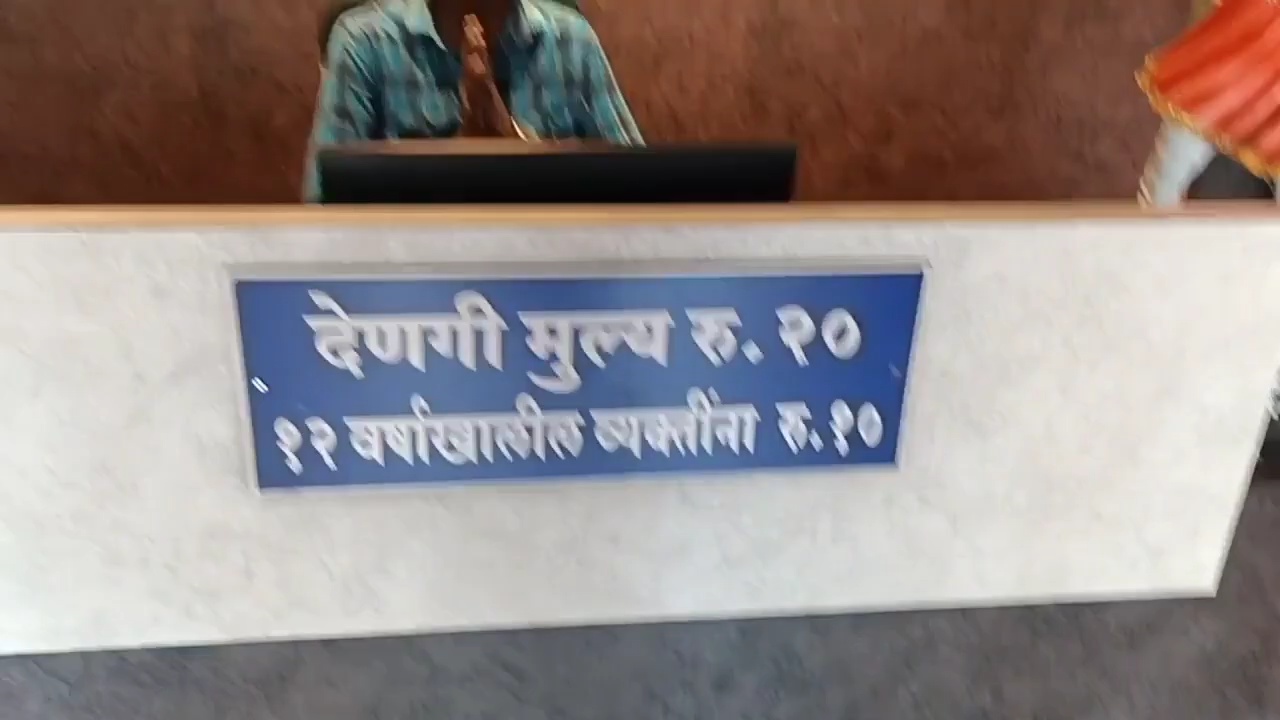 देणगी मुल्य रु. २०
१२ वर्षाखालील व्यक्तींना रु.१०